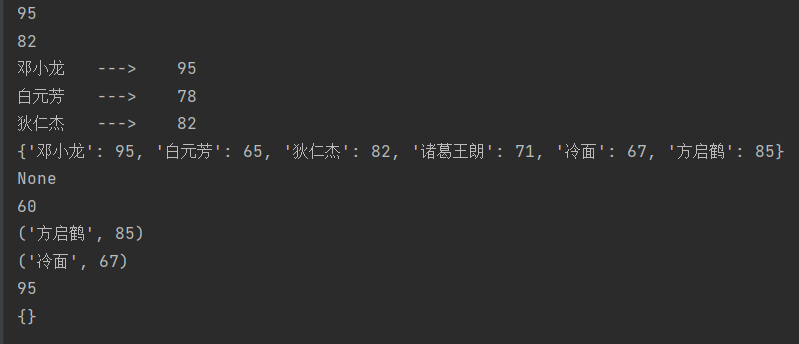 95
82
邓小龙   --->    95
白元芳   --->    78
狄仁杰   --->    82
{'邓小龙': 95, '白元芳': 65, '狄仁杰': 82, '诸葛王朗': 71, '冷面': 67, '方启鹤': 85}
None
60
('方启鹤', 85)
('冷面', 67)
95
{}